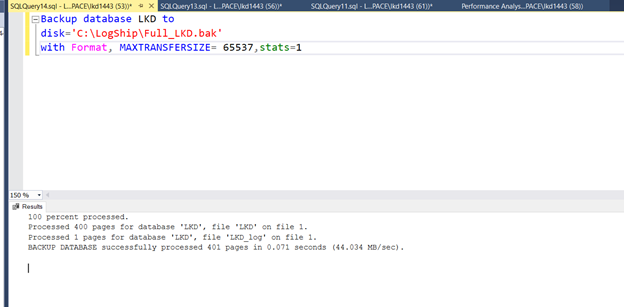 SQLQuery14.sql - L...PACE\lkd1443 (53))* SQLQuery13.sql - L...PACE\lkd1443 (54))* SQLQuery11.sql - L...PACE\lkd1443 (61))* Performance Analys...PACE\lkd1443 (58))
Backup database LKD to
disk='C:\LogShip\Full_LKD.bak'
with Format, MAXTRANSFERSIZE= 65537,stats=1
150 %
Results
100 percent processed.
Processed 400 pages for database 'LKD', file 'LKD' on file 1.
Processed 1 pages for database 'LKD', file 'LKD_log' on file 1.
BACKUP DATABASE successfully processed 401 pages in 0.071 seconds (44.034 MB/sec).